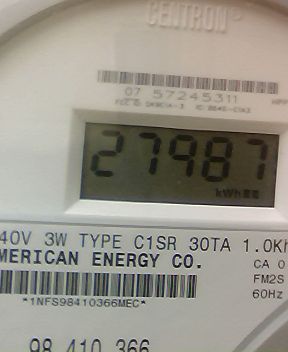 CENTRON®
07 57245311
27987
kWh
40V 3W TYPE C1SR 30TA 1.0Kh
MERICAN ENERGY CO.
CA 0
FM2S
60Hz
*1NFS98410366MEC*
98 410 366